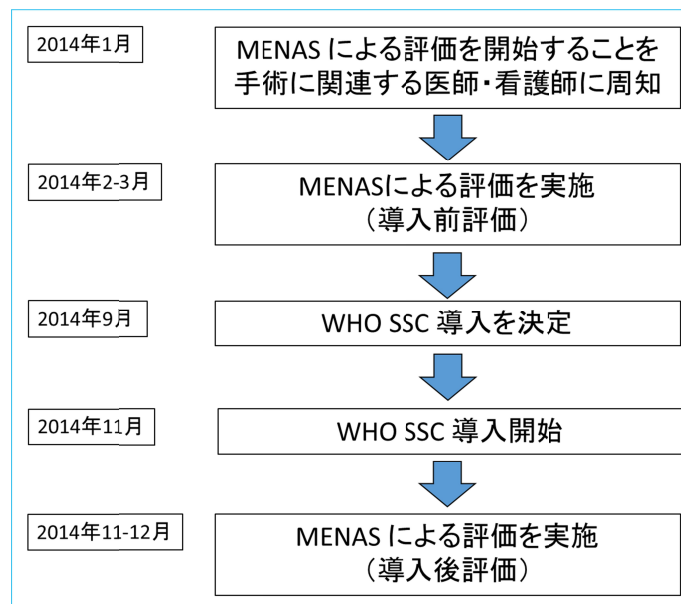 2014年1月
MENAS による評価を開始することを
手術に関連する医師・看護師に周知
2014年2-3月
MENASによる評価を実施
（導入前評価）
2014年9月
WHO SSC 導入を決定
2014年11月
WHO SSC 導入開始
2014年11-12月
MENAS による評価を実施
（導入後評価）